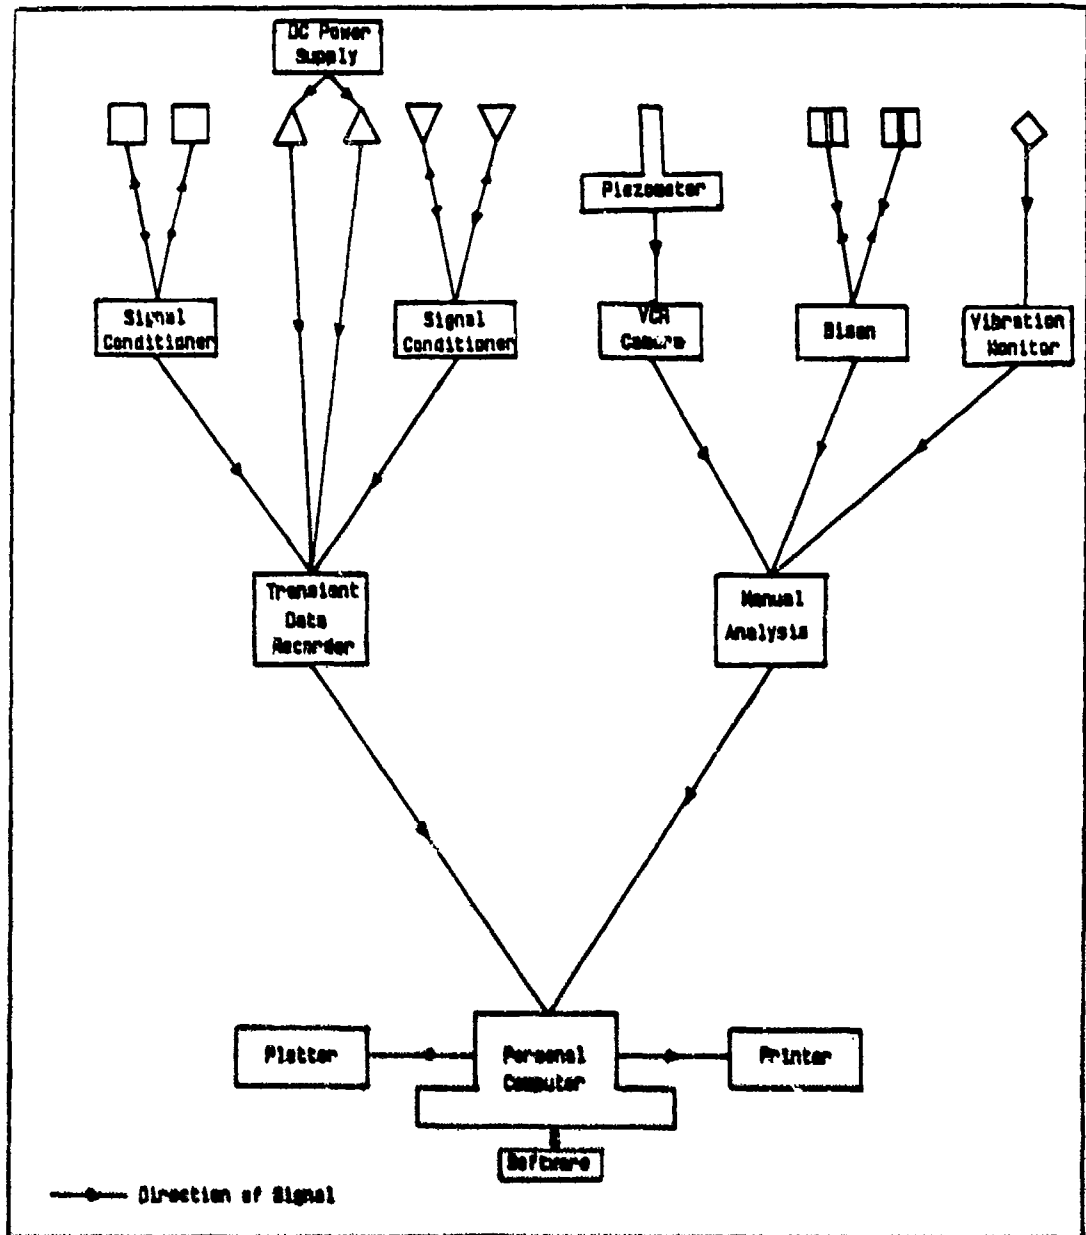 DC Power
Supply
Piezometer
Signal
Conditioner
Signal
Conditioner
VCR
Camera
Bison
Vibration
Monitor
Transient
Data
Recorder
Manual
Analysis
Plotter
Personal
Computer
Printer
Software
Direction of Signal